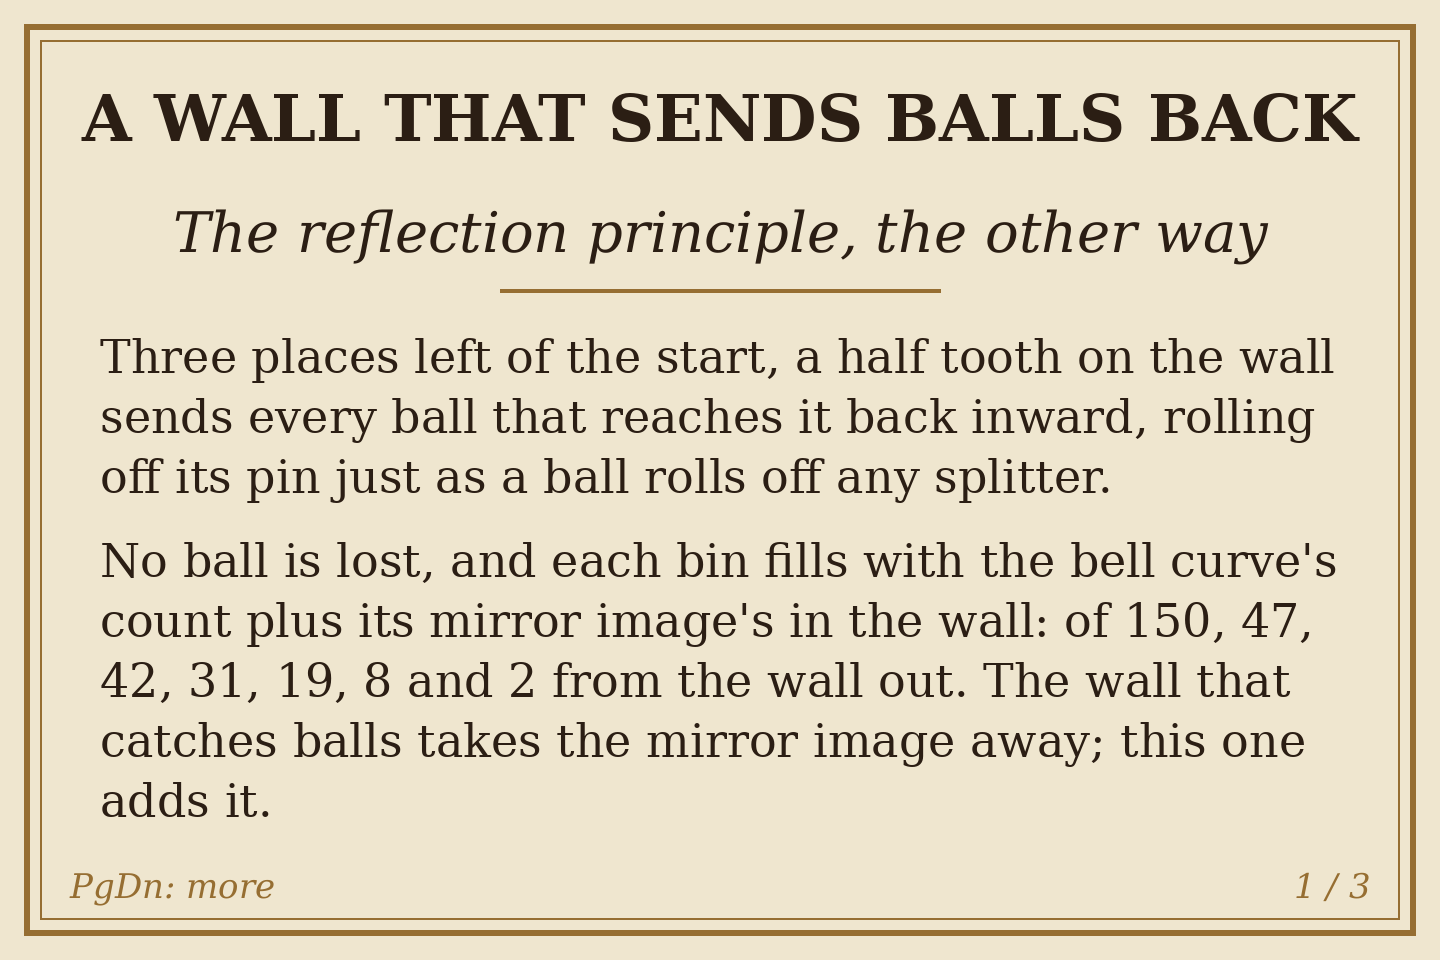 A WALL THAT SENDS BALLS BACK
The reflection principle, the other way
Three places left of the start, a half tooth on the wall
sends every ball that reaches it back inward, rolling
off its pin just as a ball rolls off any splitter.
No ball is lost, and each bin fills with the bell curve's
count plus its mirror image's in the wall: of 150, 47,
42, 31, 19, 8 and 2 from the wall out. The wall that
catches balls takes the mirror image away; this one
adds it.
PgDn: more
1 / 3